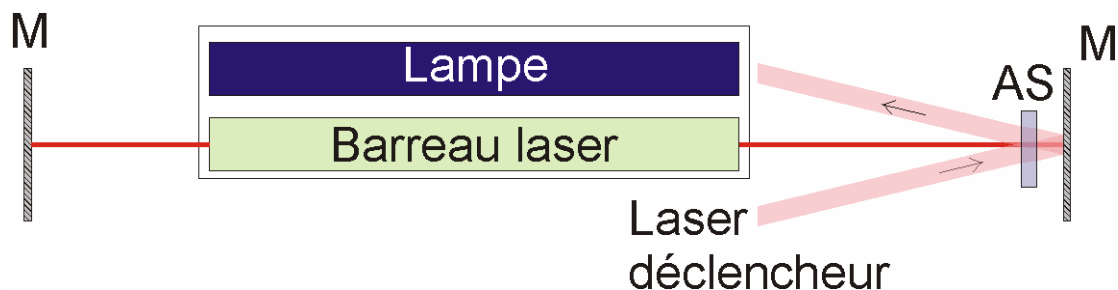 M
Lampe
M
AS
Barreau laser
Laser
déclencheur